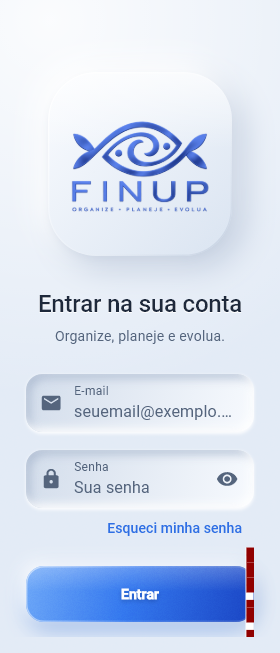 FINUP
ORGANIZE • PLANEJE • EVOLUA
Entrar na sua conta
Organize, planeje e evolua.
E-mail
seuemail@exemplo....
Senha
Sua senha
Esqueci minha senha
Entrar